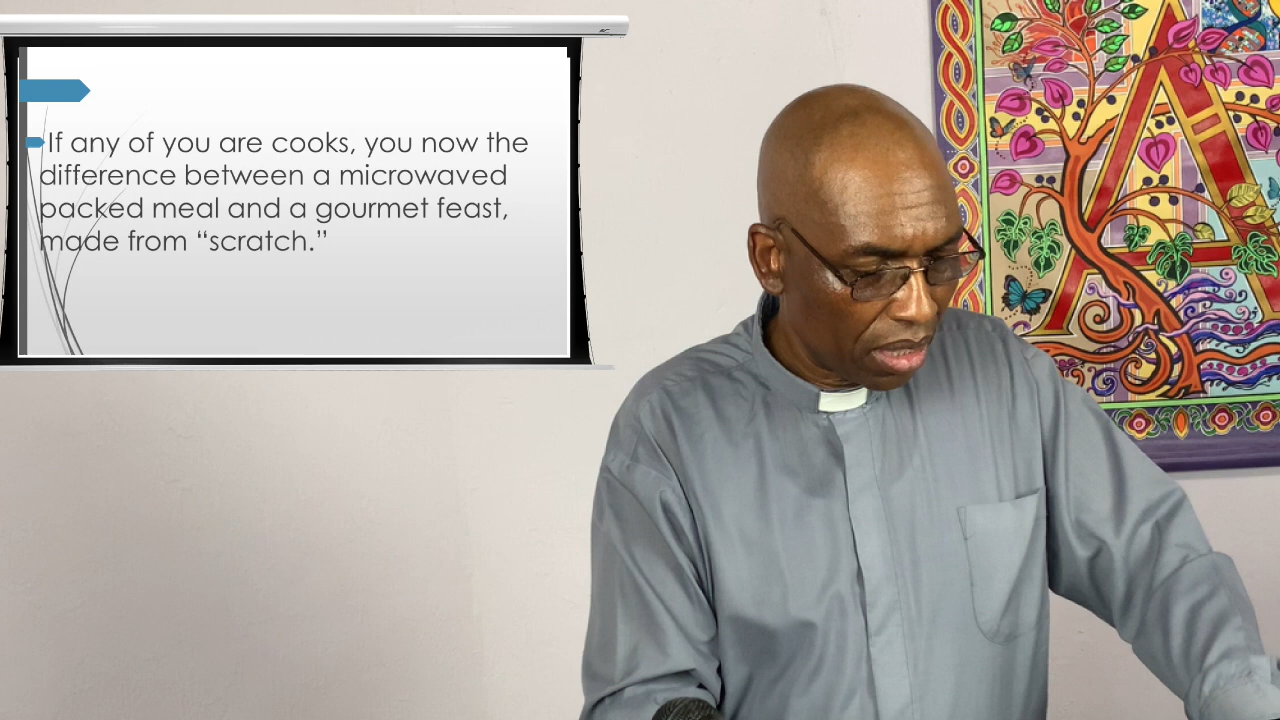 If any of you are cooks, you now the
difference between a microwaved
packed meal and a gourmet feast,
made from “scratch.”